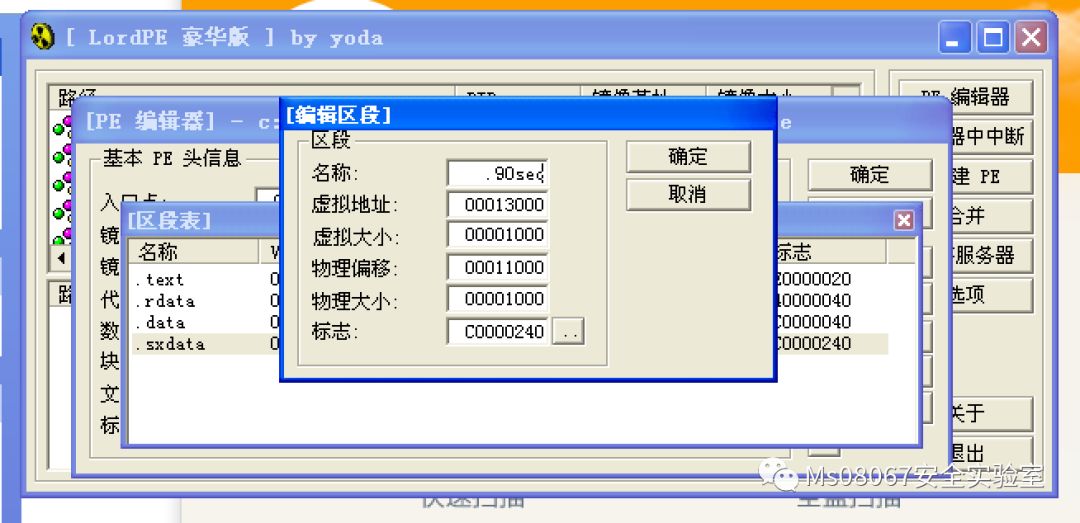 [ LordPE 豪华版 ] by yoda
路径
PID
镜像基址
镜像大小
PE 编辑器
[PE 编辑器] - c:
[编辑区段]
区段
名称: .90sec
虚拟地址: 00013000
虚拟大小: 00001000
物理偏移: 00011000
物理大小: 00001000
标志: C0000240 ..
确定
取消
基本 PE 头信息
入口点:
确定
器中中断
建 PE
合并
服务器
选项
关于
退出
[区段表]
名称
标志
.text
0000020
.rdata
0000040
.data
C0000040
.sxdata
C0000240
镜
镜
代
数
块
文
标
Ms08067安全实验室
快速扫描
全盘扫描